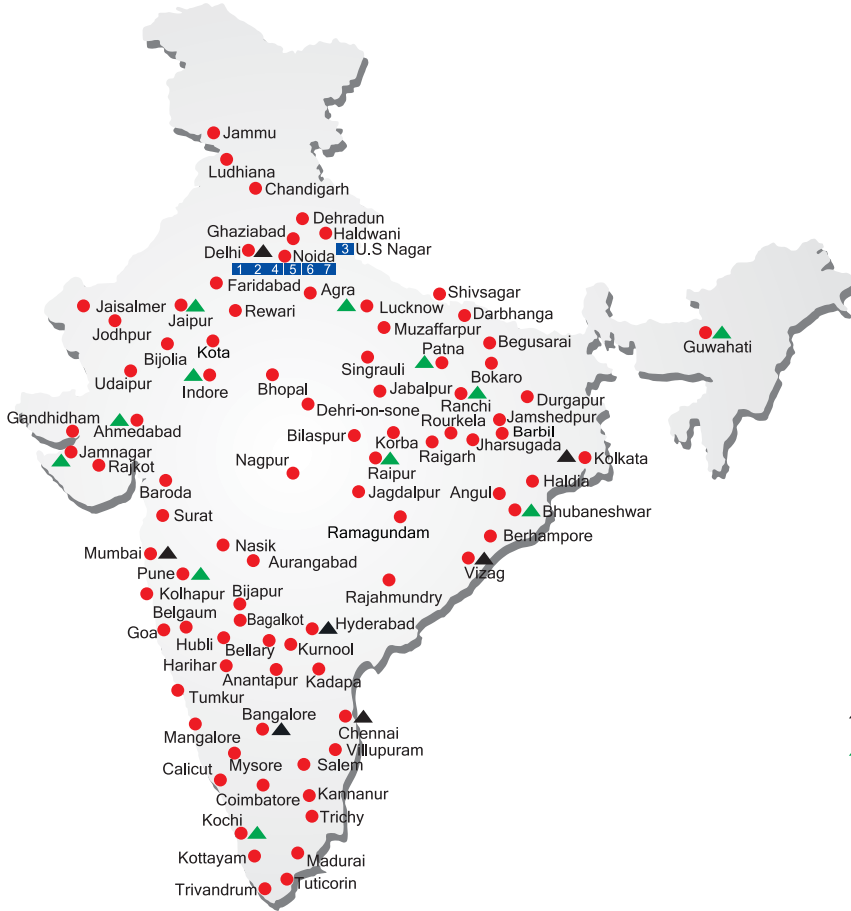 Jammu
Ludhiana
Chandigarh
Dehradun
Ghaziabad
Haldwani
Delhi
Noida
3 U.S Nagar
1 2 4 5 6 7
Faridabad
Agra
Shivsagar
Jaisalmer
Jaipur
Rewari
Lucknow
Darbhanga
Jodhpur
Muzaffarpur
Guwahati
Bijolia
Kota
Patna
Begusarai
Udaipur
Indore
Bhopal
Singrauli
Bokaro
Jabalpur
Ranchi
Durgapur
Gandhidham
Ahmedabad
Dehri-on-sone
Rourkela
Jamshedpur
Bilaspur
Korba
Barbil
Jamnagar
Rajkot
Raigarh
Jharsugada
Kolkata
Nagpur
Raipur
Baroda
Jagdalpur
Angul
Haldia
Surat
Bhubaneshwar
Ramagundam
Berhampore
Mumbai
Nasik
Aurangabad
Pune
Vizag
Kolhapur
Bijapur
Rajahmundry
Belgaum
Bagalkot
Goa
Hyderabad
Hubli
Bellary
Kurnool
Harihar
Anantapur
Kadapa
Tumkur
Bangalore
Mangalore
Chennai
Villupuram
Mysore
Salem
Calicut
Coimbatore
Kannanur
Kochi
Trichy
Kottayam
Madurai
Trivandrum
Tuticorin